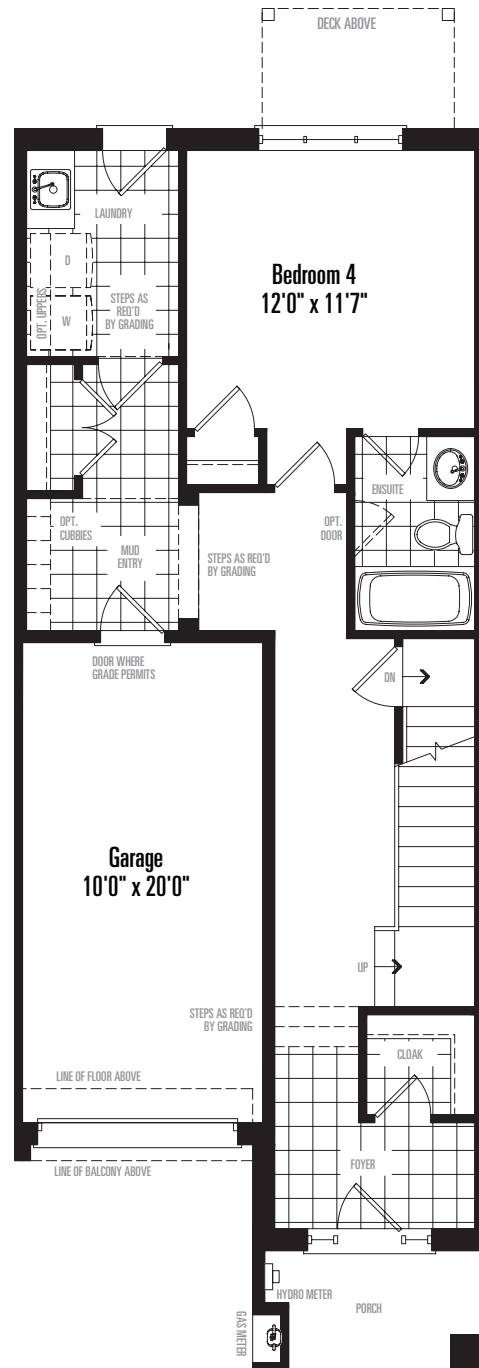 DECK ABOVE
LAUNDRY
D
W
OPT. UPPERS
STEPS AS
REQ'D
BY GRADING
Bedroom 4
12'0" x 11'7"
ENSUITE
OPT.
DOOR
OPT.
CUBBIES
MUD
ENTRY
STEPS AS REQ'D
BY GRADING
DOOR WHERE
GRADE PERMITS
DN
Garage
10'0" x 20'0"
UP
STEPS AS REQ'D
BY GRADING
CLOAK
LINE OF FLOOR ABOVE
LINE OF BALCONY ABOVE
FOYER
HYDRO METER
PORCH
GAS METER